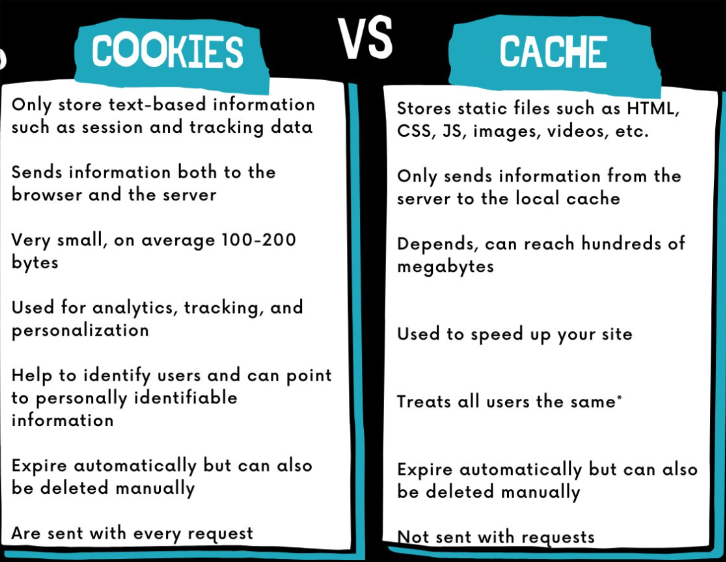 COOKIES
VS
CACHE
Only store text-based information
such as session and tracking data
Sends information both to the
browser and the server
Very small, on average 100-200
bytes
Used for analytics, tracking, and
personalization
Help to identify users and can point
to personally identifiable
information
Expire automatically but can also
be deleted manually
Are sent with every request
Stores static files such as HTML,
CSS, JS, images, videos, etc.
Only sends information from the
server to the local cache
Depends, can reach hundreds of
megabytes
Used to speed up your site
Treats all users the same*
Expire automatically but can also
be deleted manually
Not sent with requests